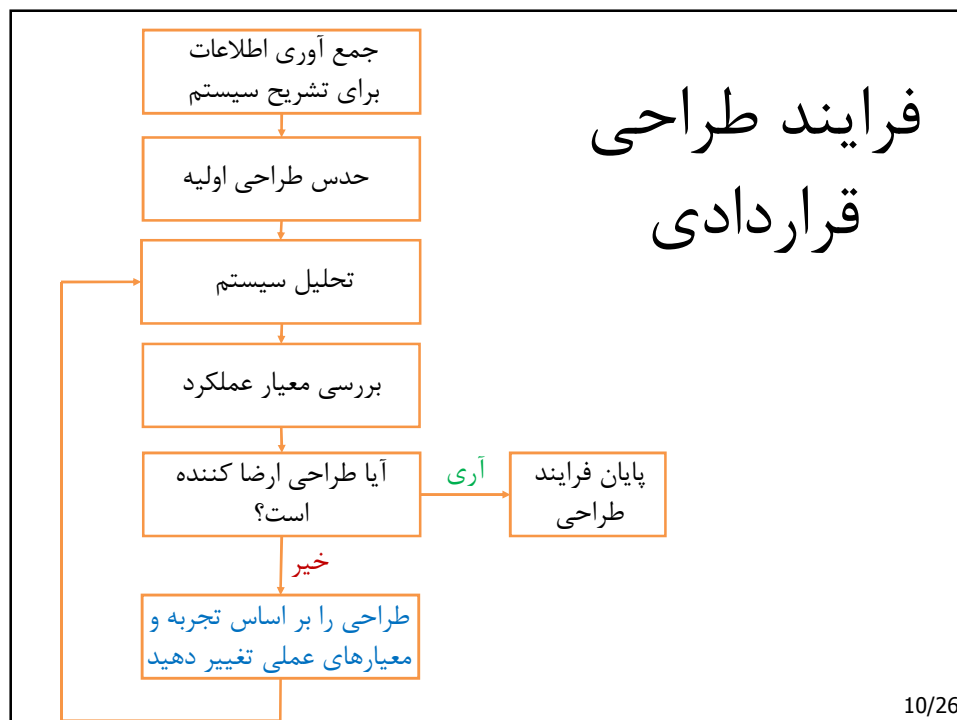 فرایند طراحی
قراردادی
جمع آوری اطلاعات
برای تشریح سیستم
حدس طراحی اولیه
تحلیل سیستم
بررسی معیار عملکرد
آیا طراحی ارضا کننده
است؟
آری
پایان فرایند
طراحی
خیر
طراحی را بر اساس تجربه و
معیارهای عملی تغییر دهید
10/26